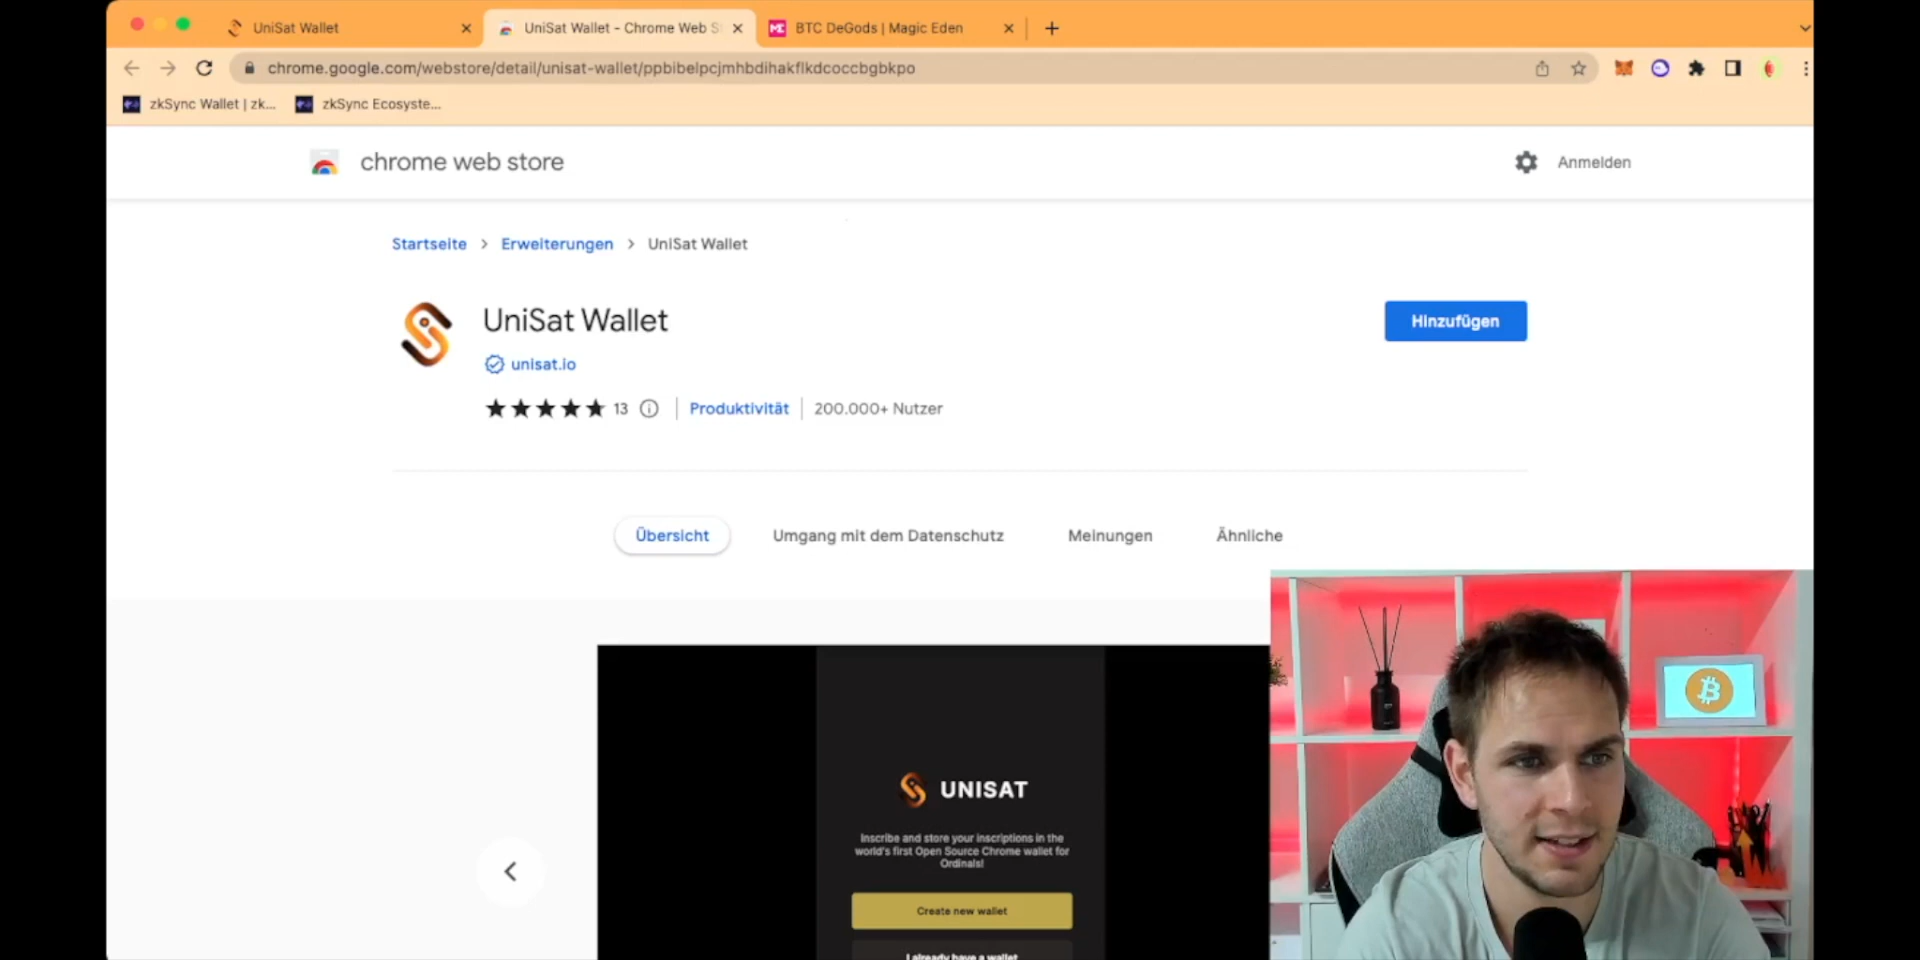 UniSat Wallet
UniSat Wallet - Chrome Web S
BTC DeGods | Magic Eden
chrome.google.com/webstore/detail/unisat-wallet/ppbibelpcjmhbdihakflkdcoccbgbkpo
zkSync Wallet | zk...
zkSync Ecosyste...
chrome web store
Anmelden
Startseite > Erweiterungen > UniSat Wallet
UniSat Wallet
Hinzufügen
unisat.io
13
Produktivität
200.000+ Nutzer
Übersicht
Umgang mit dem Datenschutz
Meinungen
Ähnliche
UNISAT
Inscribe and store your inscriptions in the
world's first Open Source Chrome wallet for
Ordinals!
Create new wallet
I already have a wallet